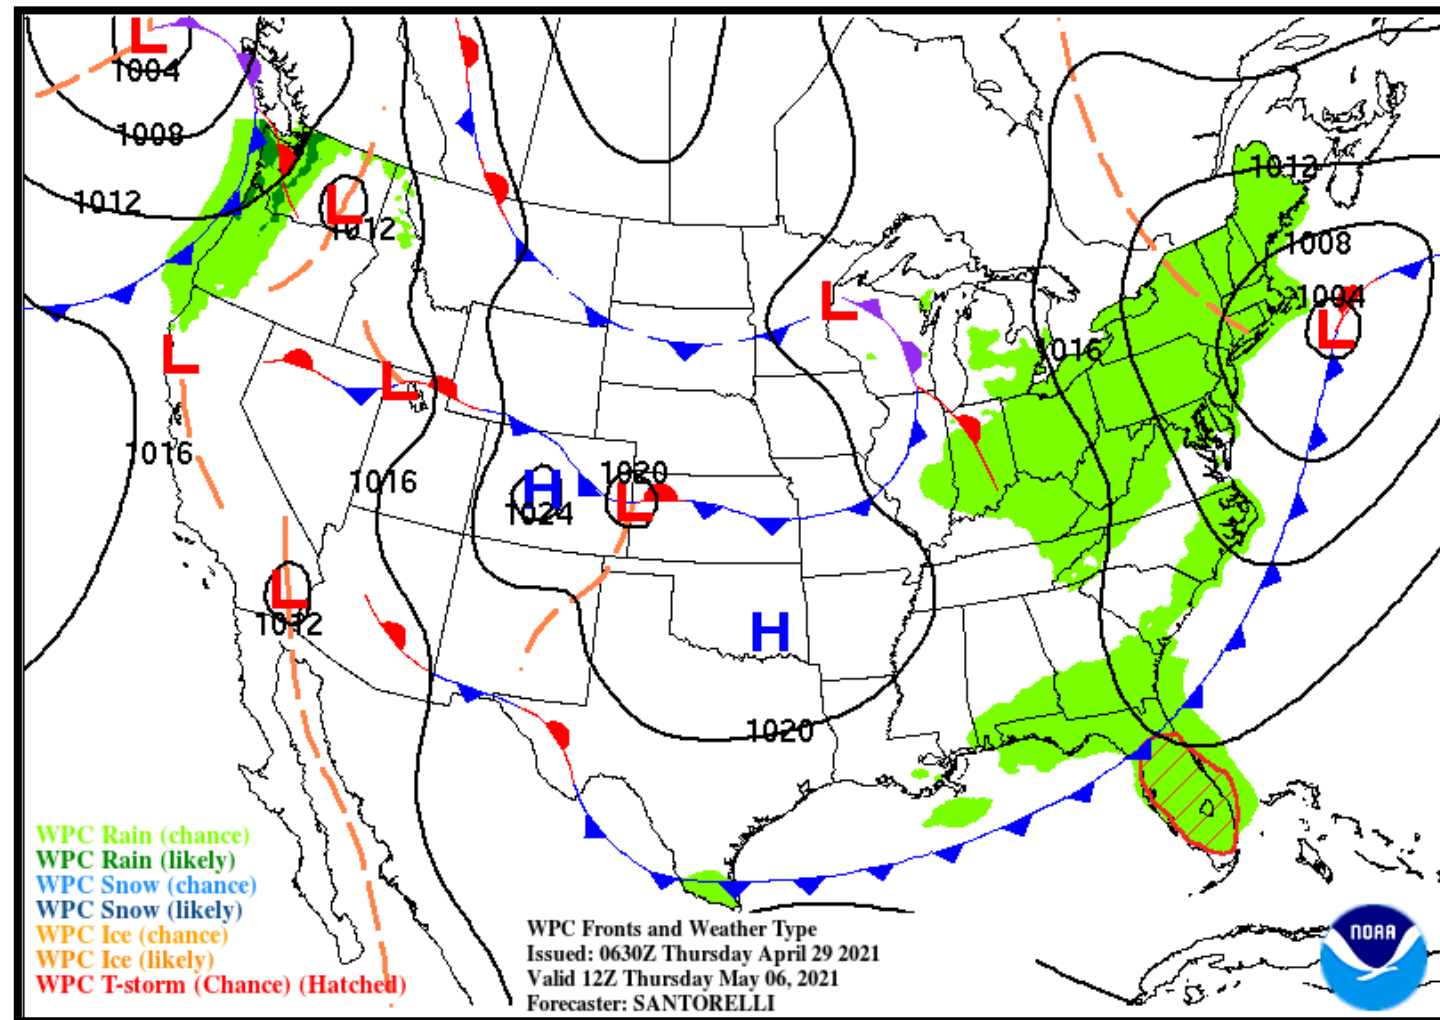 L
1004
1008
1012
1012
L
1012
1008
1004
L
L
1016
L
L
1016
1016
H
1024
1020
L
L
1012
H
1020
WPC Rain (chance)
WPC Rain (likely)
WPC Snow (chance)
WPC Snow (likely)
WPC Ice (chance)
WPC Ice (likely)
WPC T-storm (Chance) (Hatched)
WPC Fronts and Weather Type
Issued: 0630Z Thursday April 29 2021
Valid 12Z Thursday May 06, 2021
Forecaster: SANTORELLI
NOAA